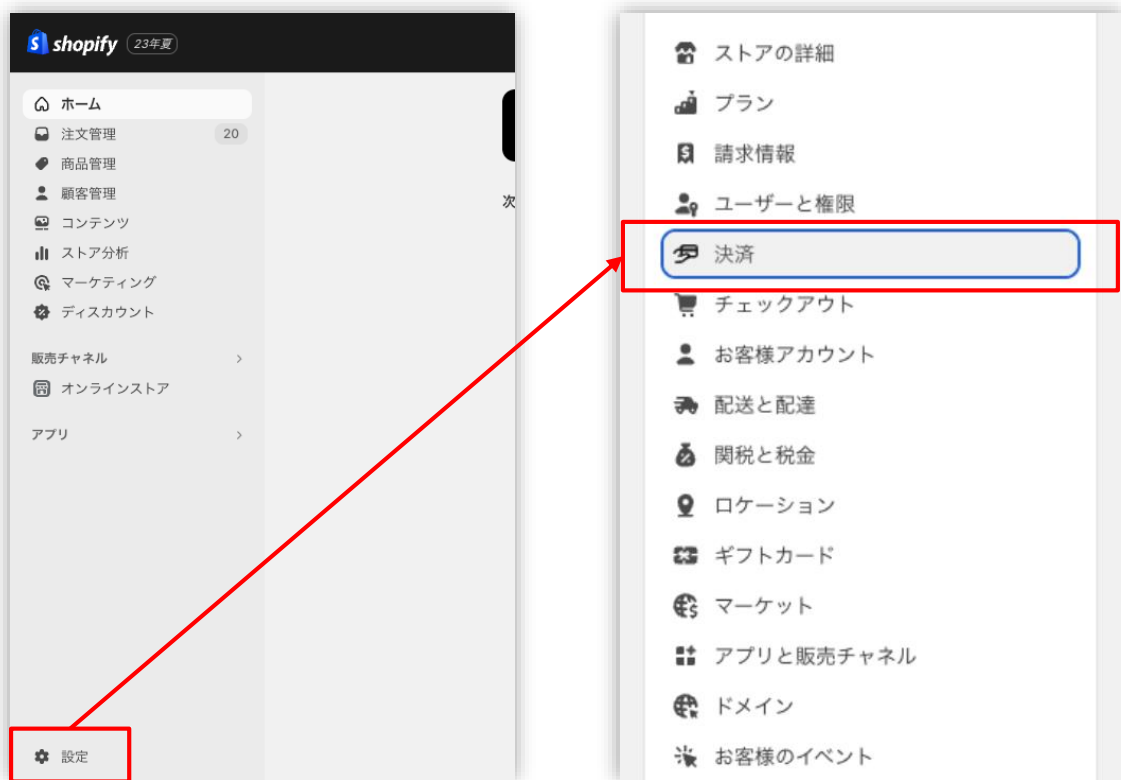 shopify 23年夏
ホーム
注文管理 20
商品管理
顧客管理
コンテンツ
ストア分析
マーケティング
ディスカウント
販売チャネル
オンラインストア
アプリ
設定
次
ストアの詳細
プラン
請求情報
ユーザーと権限
決済
チェックアウト
お客様アカウント
配送と配達
関税と税金
ロケーション
ギフトカード
マーケット
アプリと販売チャネル
ドメイン
お客様のイベント